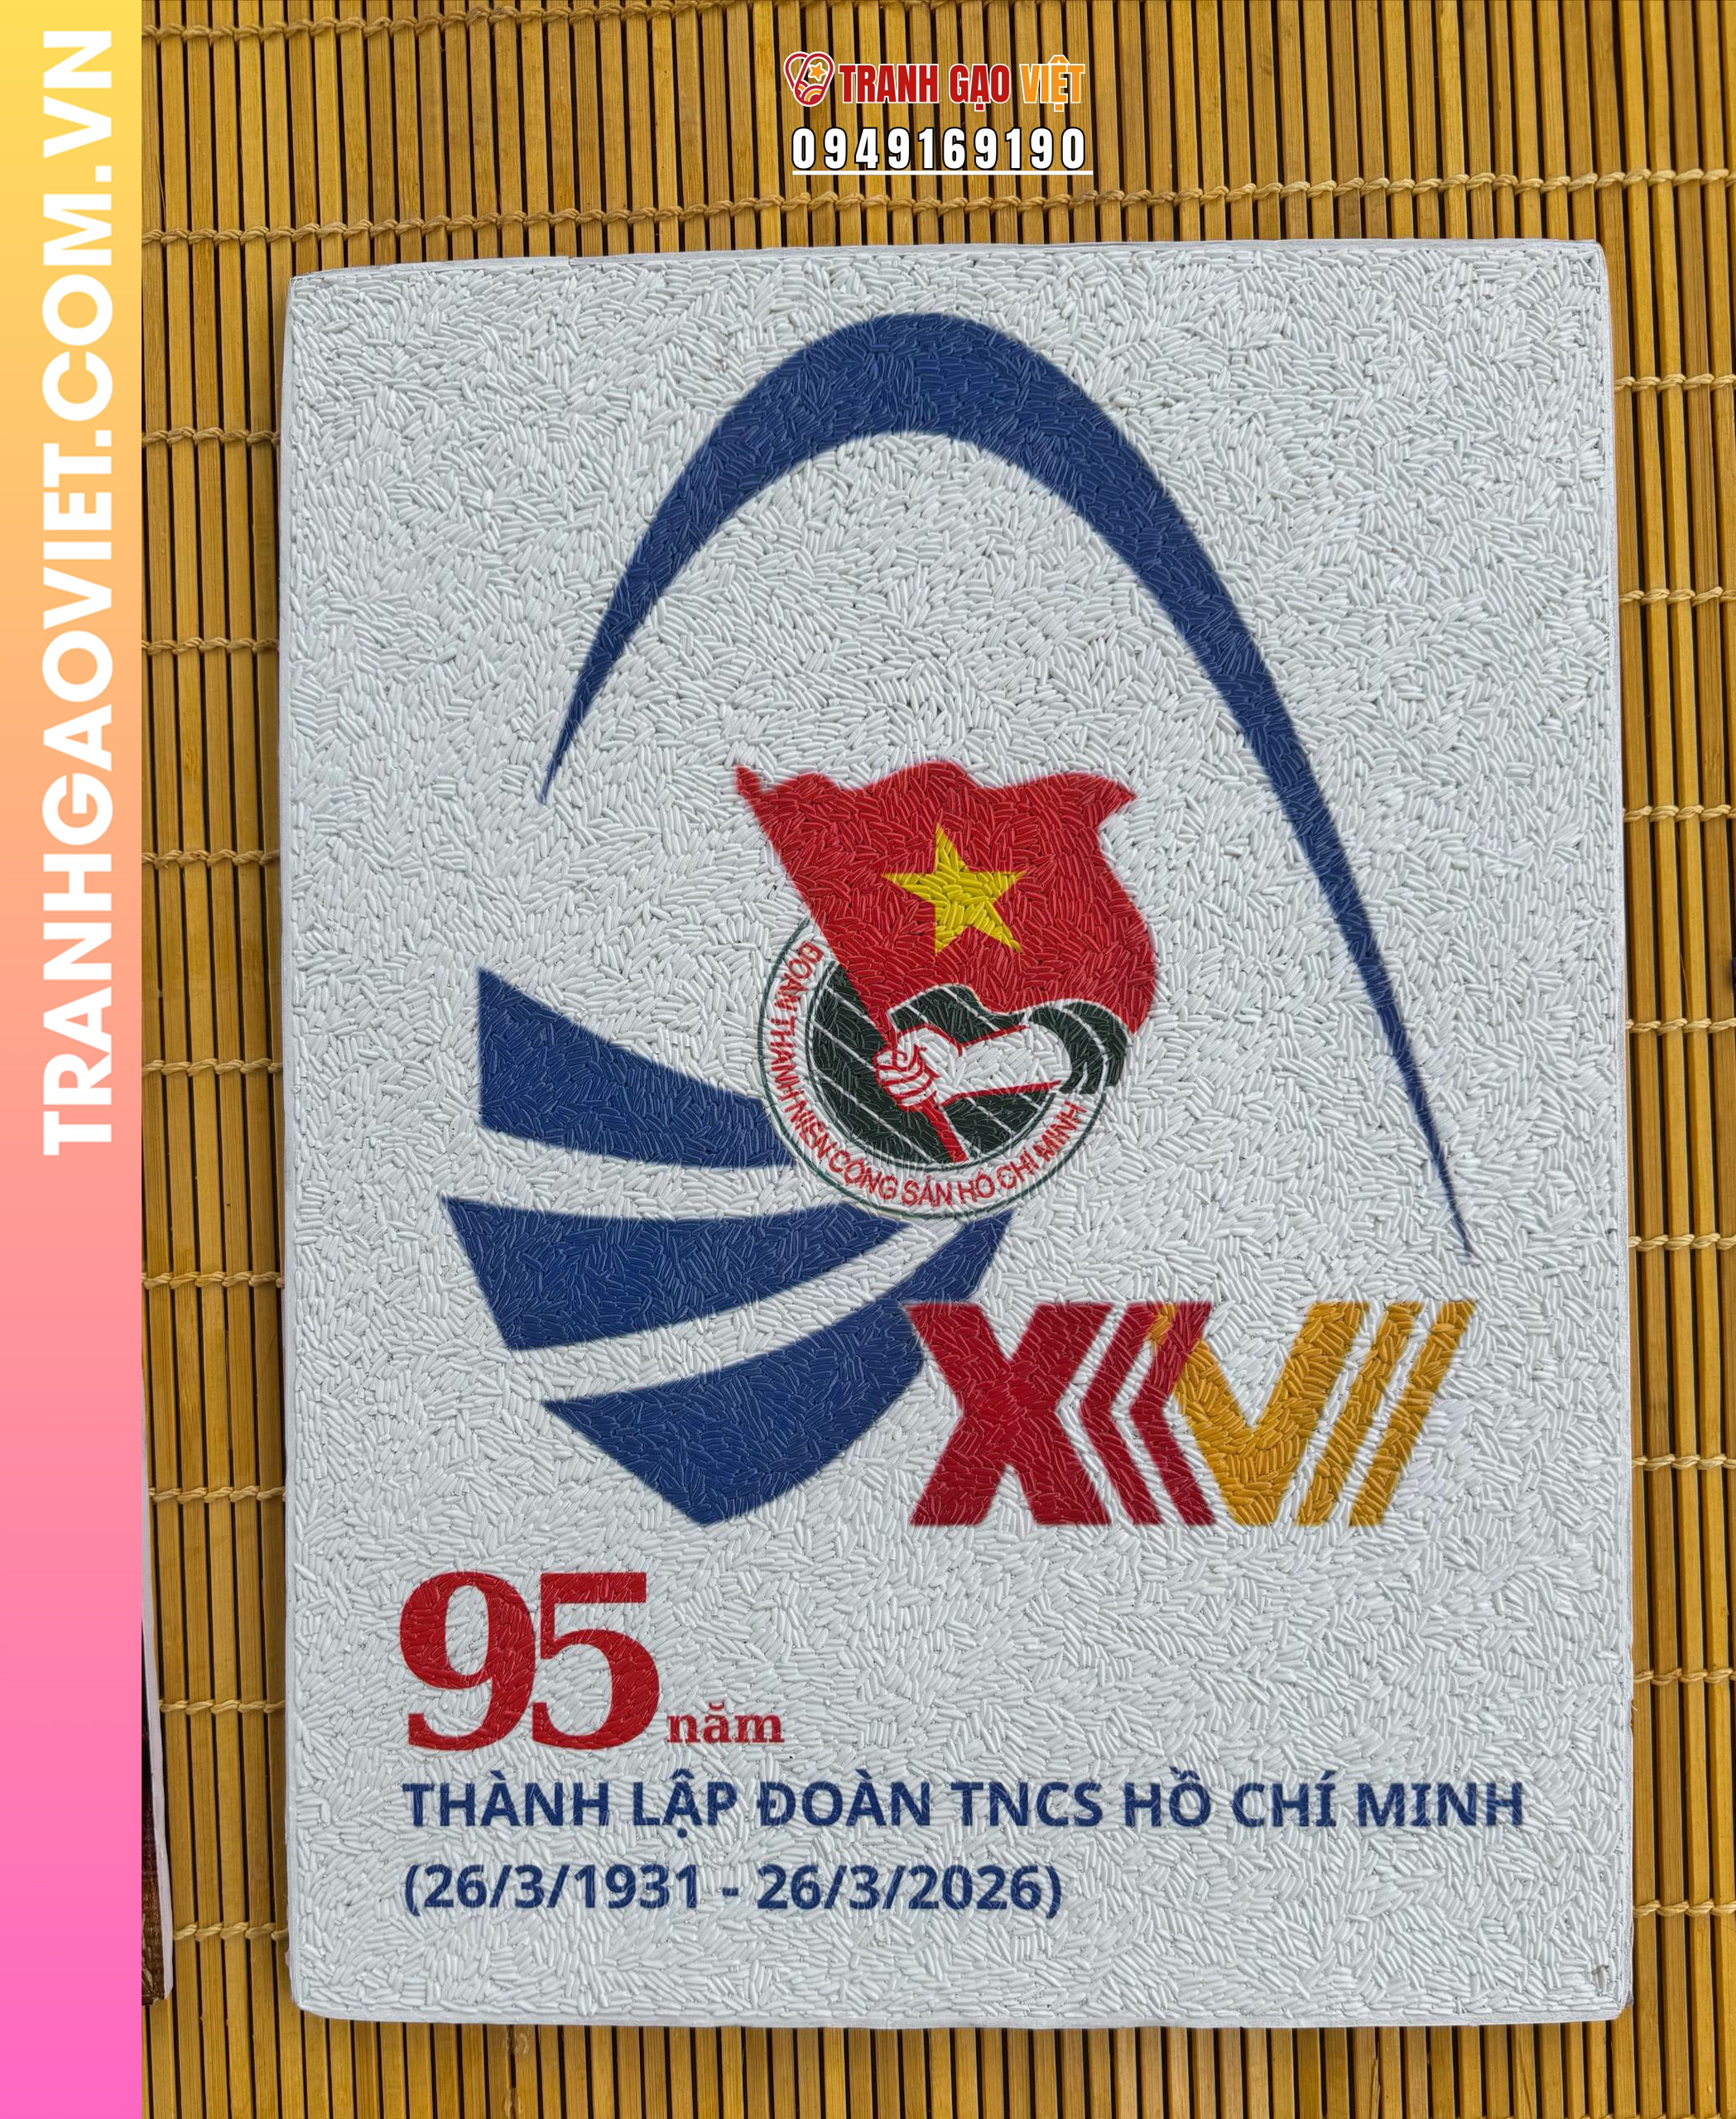 TRANH GẠO VIỆT
0949169190
TRANHGAOVIET.COM.VN
ĐOÀN THANH NIÊN CỘNG SẢN HỒ CHÍ MINH
XIIVII
95 năm
THÀNH LẬP ĐOÀN TNCS HỒ CHÍ MINH
(26/3/1931 - 26/3/2026)